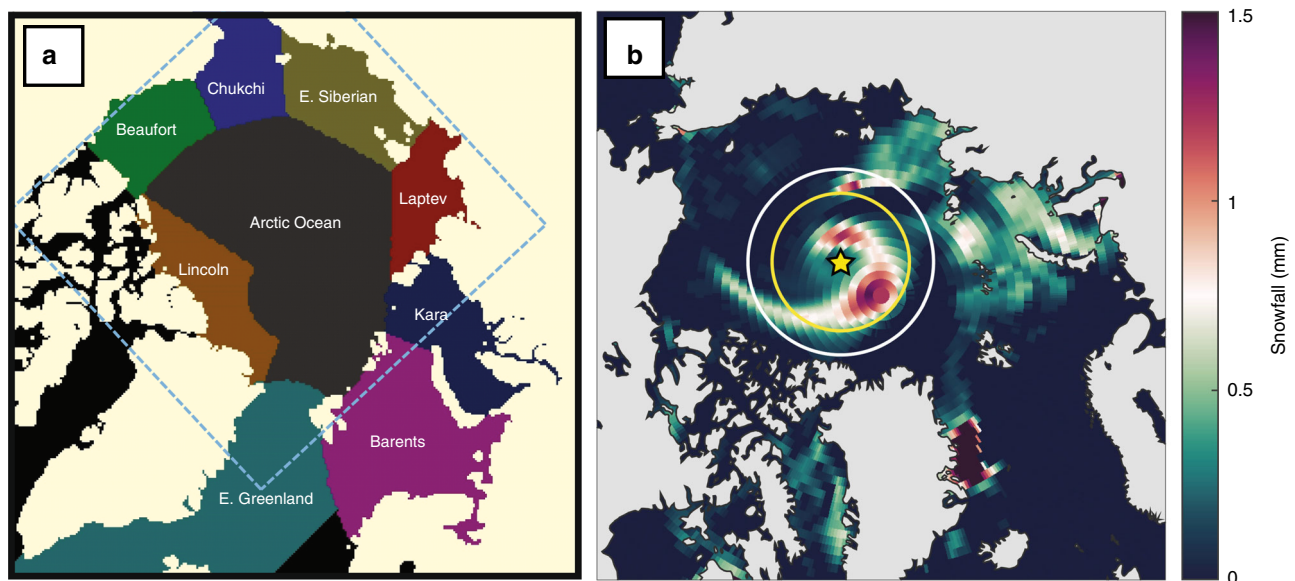 a
Chukchi
E. Siberian
Beaufort
Laptev
Arctic Ocean
Lincoln
Kara
Barents
E. Greenland
b
1.5
1
0.5
0
Snowfall (mm)